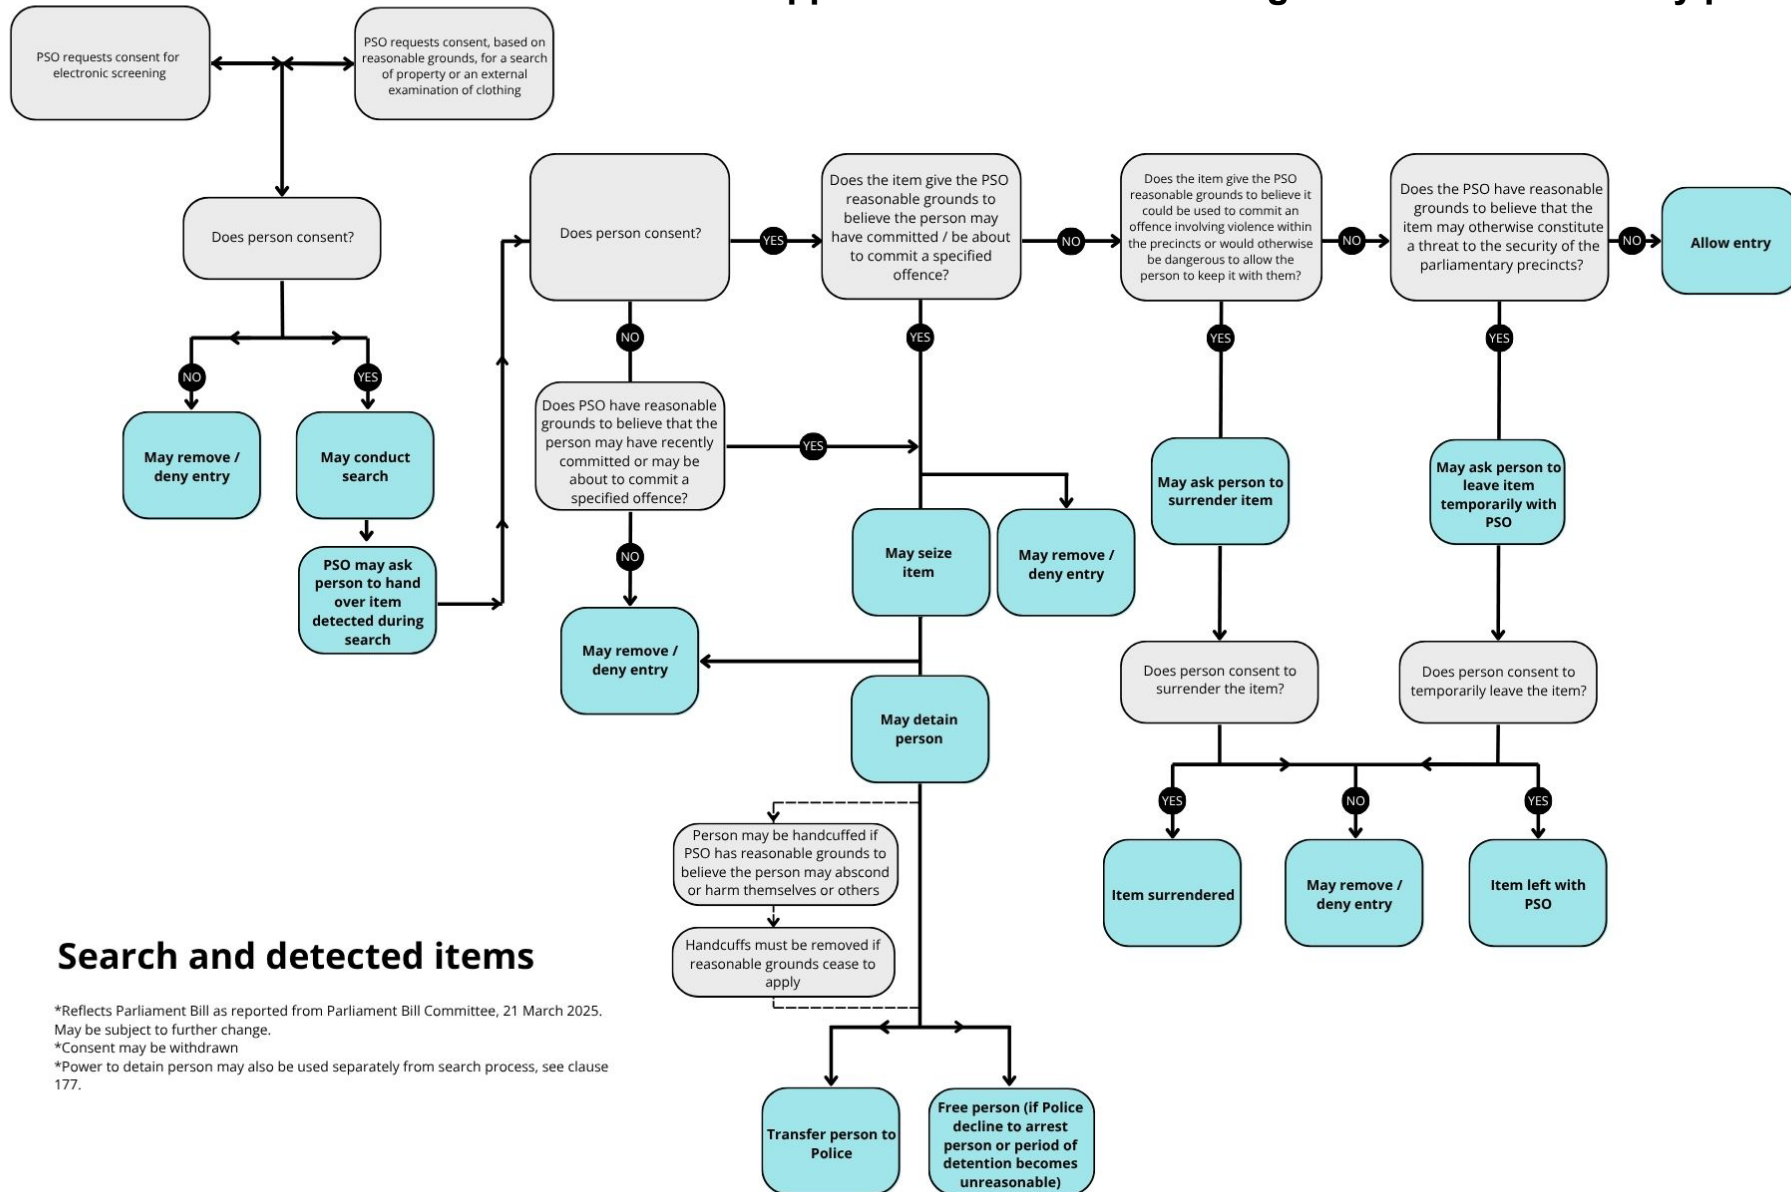 PSO requests consent for
electronic screening
PSO requests consent, based on
reasonable grounds, for a search
of property or an external
examination of clothing
Does person consent?
NO
YES
May remove /
deny entry
May conduct
search
PSO may ask
person to hand
over item
detected during
search
Does person consent?
YES
Does the item give the PSO
reasonable grounds to
believe the person may
have committed / be about
to commit a specified
offence?
NO
Does the item give the PSO
reasonable grounds to believe it
could be used to commit an
offence involving violence within
the precincts or would otherwise
be dangerous to allow the
person to keep it with them?
NO
Does the PSO have reasonable
grounds to believe that the
item may otherwise constitute
a threat to the security of the
parliamentary precincts?
NO
Allow entry
NO
YES
YES
YES
Does PSO have reasonable
grounds to believe that the
person may have recently
committed or may be
about to commit a
specified offence?
YES
NO
May remove /
deny entry
May seize
item
May remove /
deny entry
May ask person to
surrender item
May ask person to
leave item
temporarily with
PSO
May detain
person
Does person consent to
surrender the item?
Does person consent to
temporarily leave the item?
YES
NO
YES
Item surrendered
May remove /
deny entry
Item left with
PSO
Person may be handcuffed if
PSO has reasonable grounds to
believe the person may abscond
or harm themselves or others
Handcuffs must be removed if
reasonable grounds cease to
apply
Transfer person to
Police
Free person (if Police
decline to arrest
person or period of
detention becomes
unreasonable)
Search and detected items
*Reflects Parliament Bill as reported from Parliament Bill Committee, 21 March 2025.
May be subject to further change.
*Consent may be withdrawn
*Power to detain person may also be used separately from search process, see clause
177.